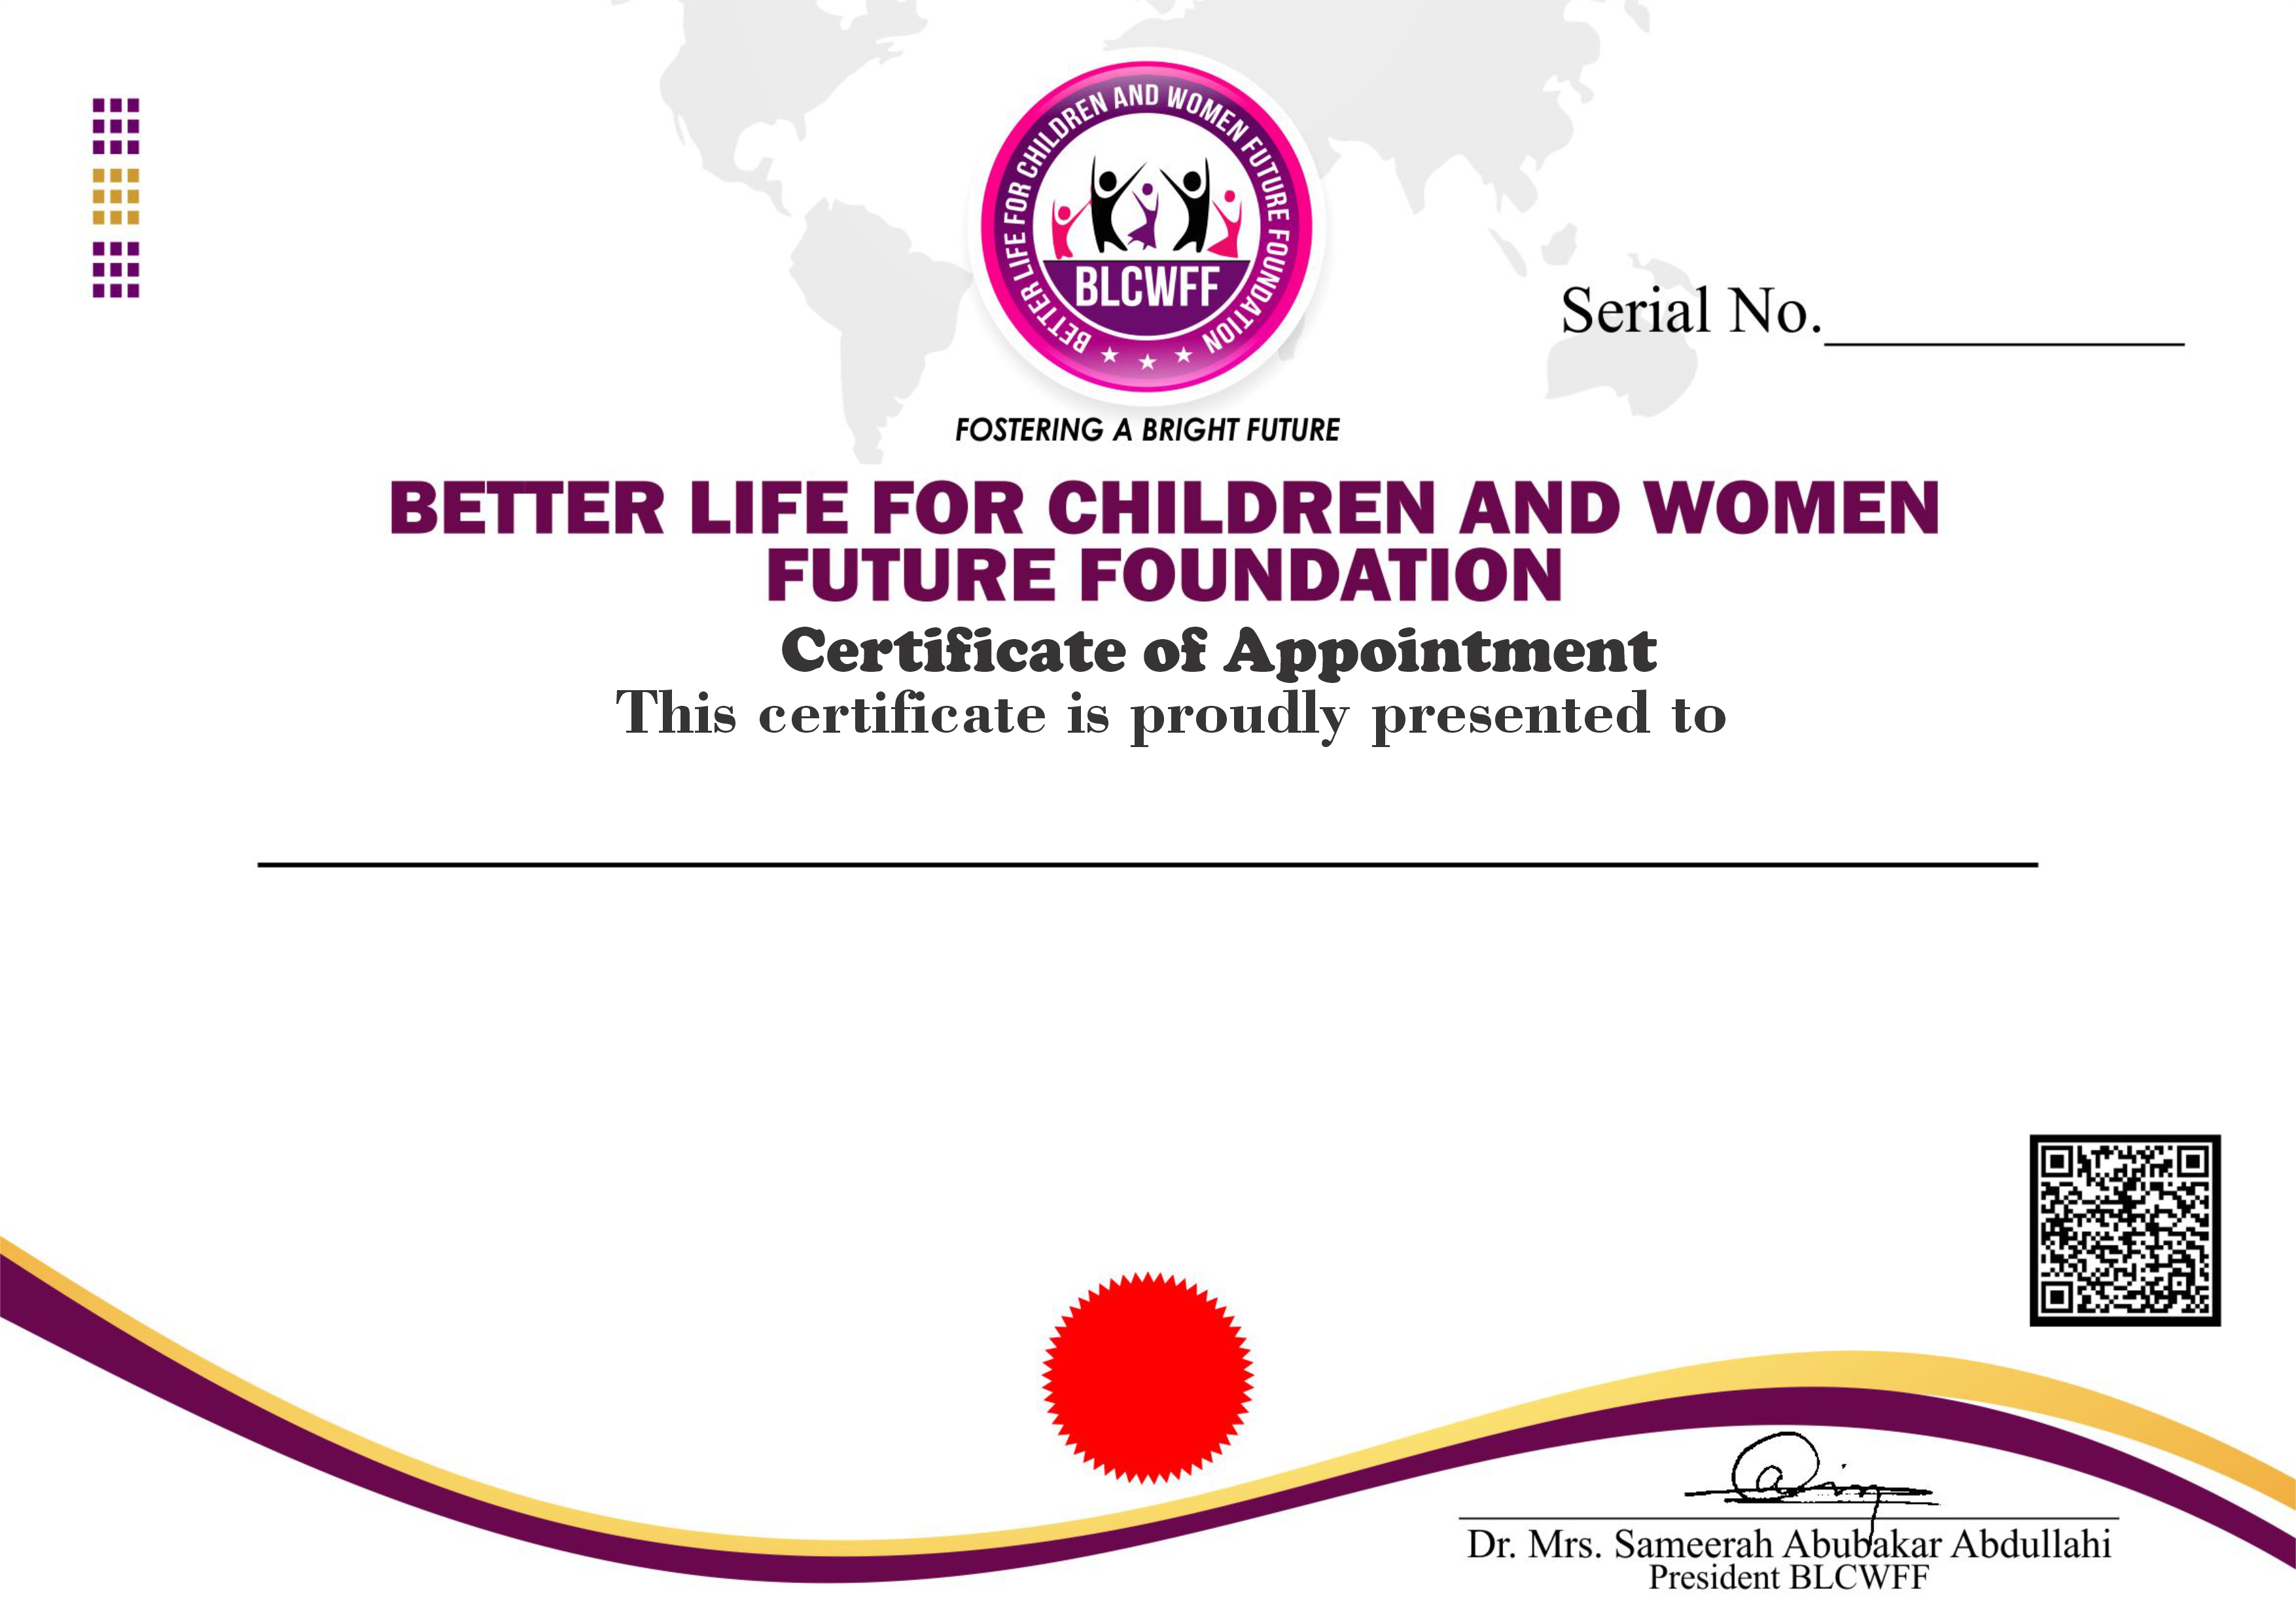 BETTER LIFE FOR CHILDREN AND WOMEN FUTURE FOUNDATION
BLCWFF
Serial No.
FOSTERING A BRIGHT FUTURE
BETTER LIFE FOR CHILDREN AND WOMEN
FUTURE FOUNDATION
Certificate of Appointment
This certificate is proudly presented to
Dr. Mrs. Sameerah Abubakar Abdullahi
President BLCWFF